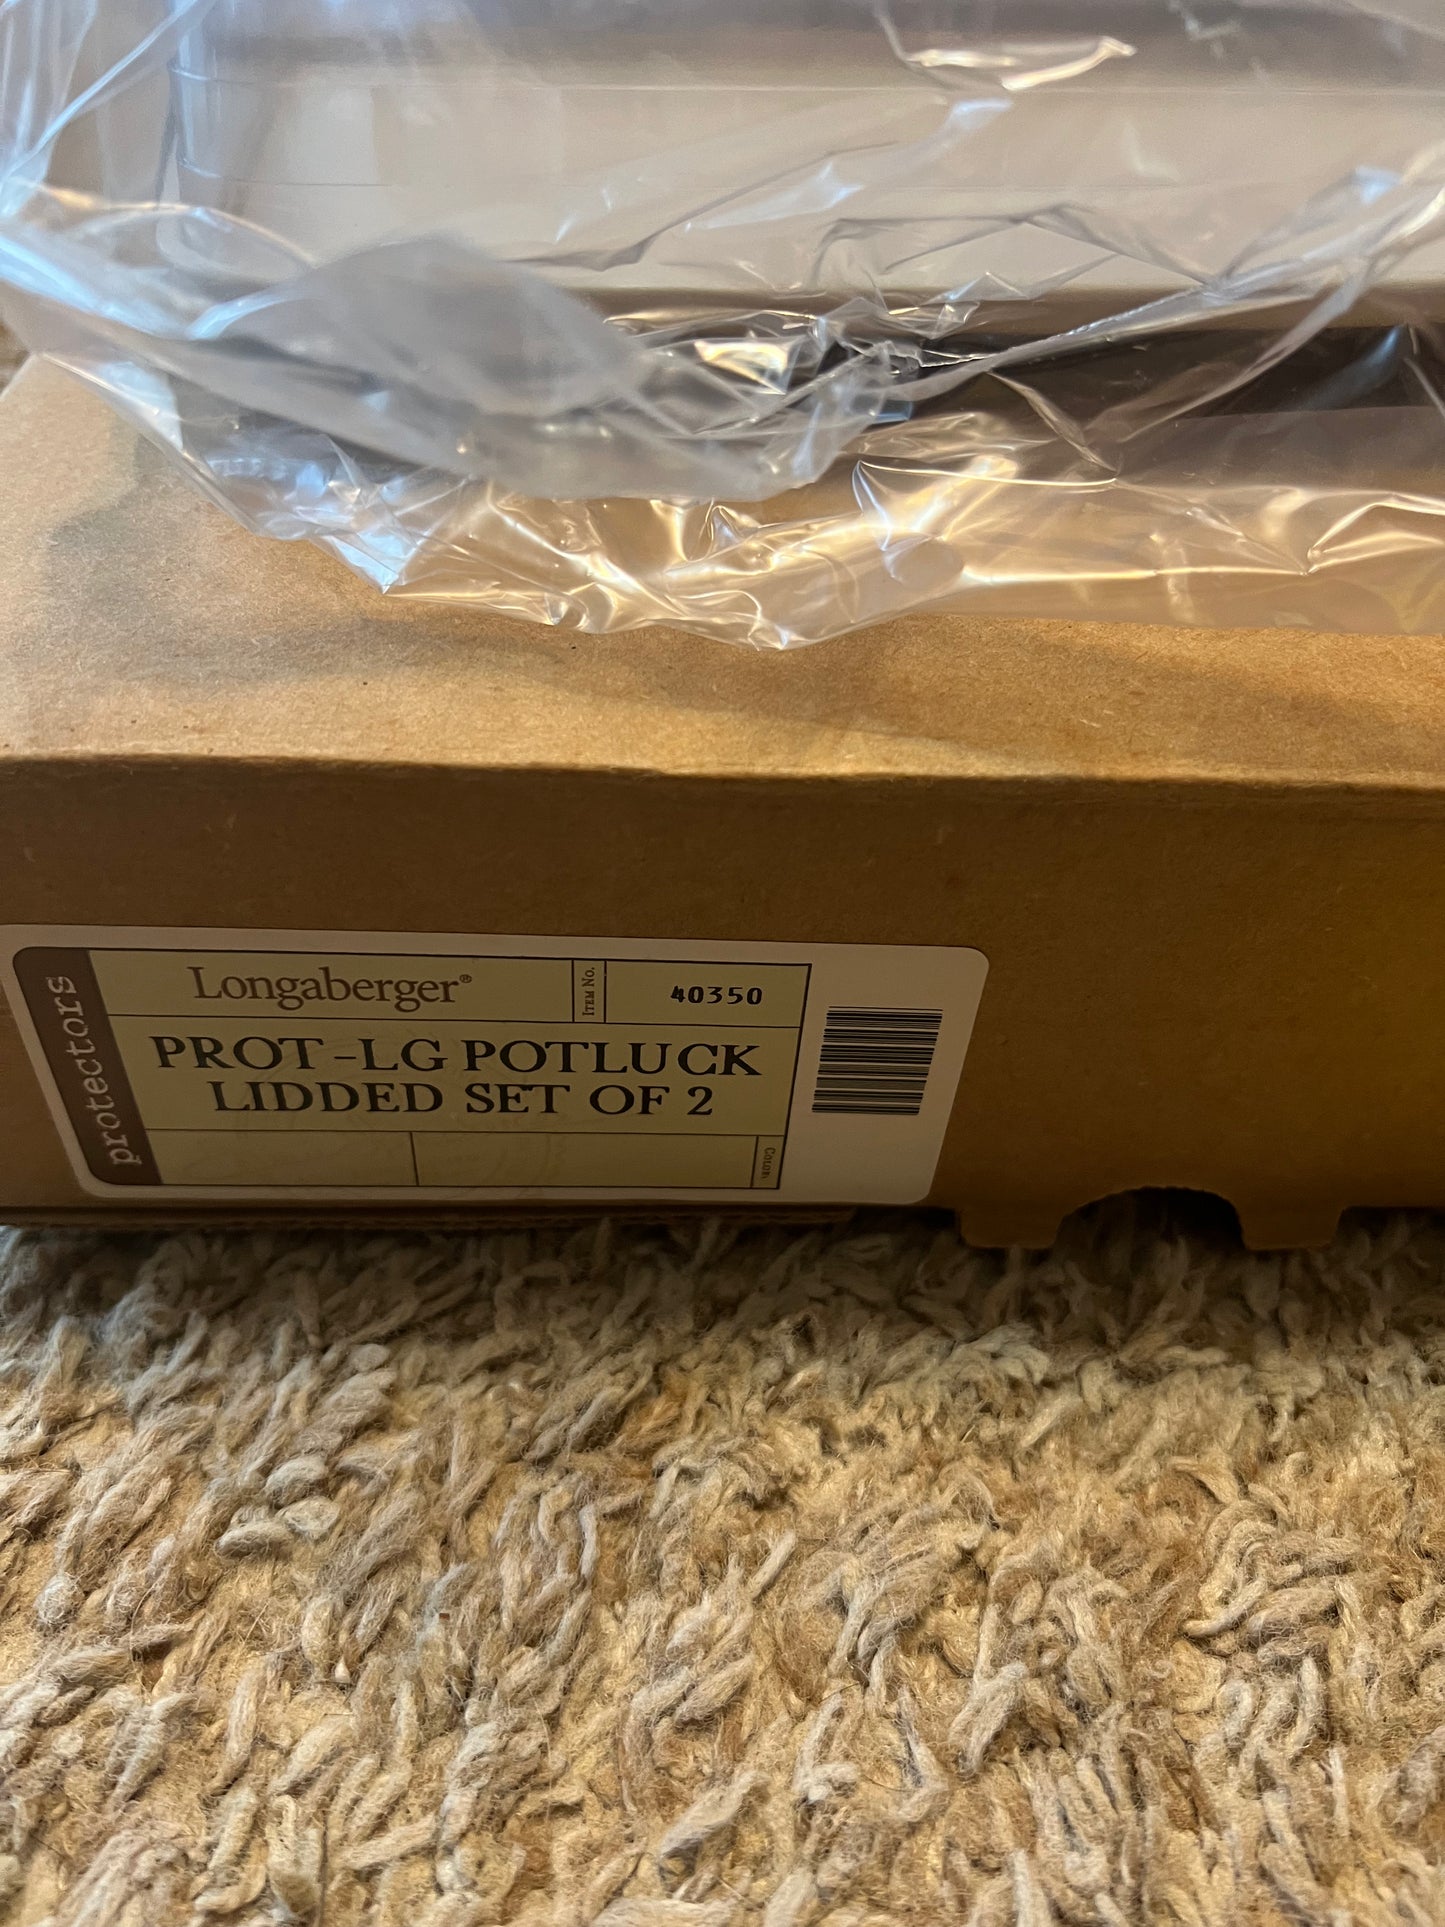 protectors
Longaberger®
ITEM No.
40350
PROT-LG POTLUCK
LIDDED SET OF 2
COLOR: